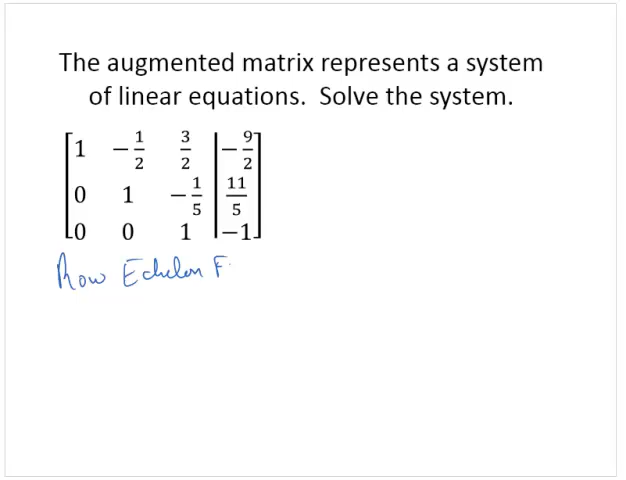 The augmented matrix represents a system
of linear equations. Solve the system.
1 −1/2 3/2 | −9/2
0 1 −1/5 | 11/5
0 0 1 | −1
Row Echelon F